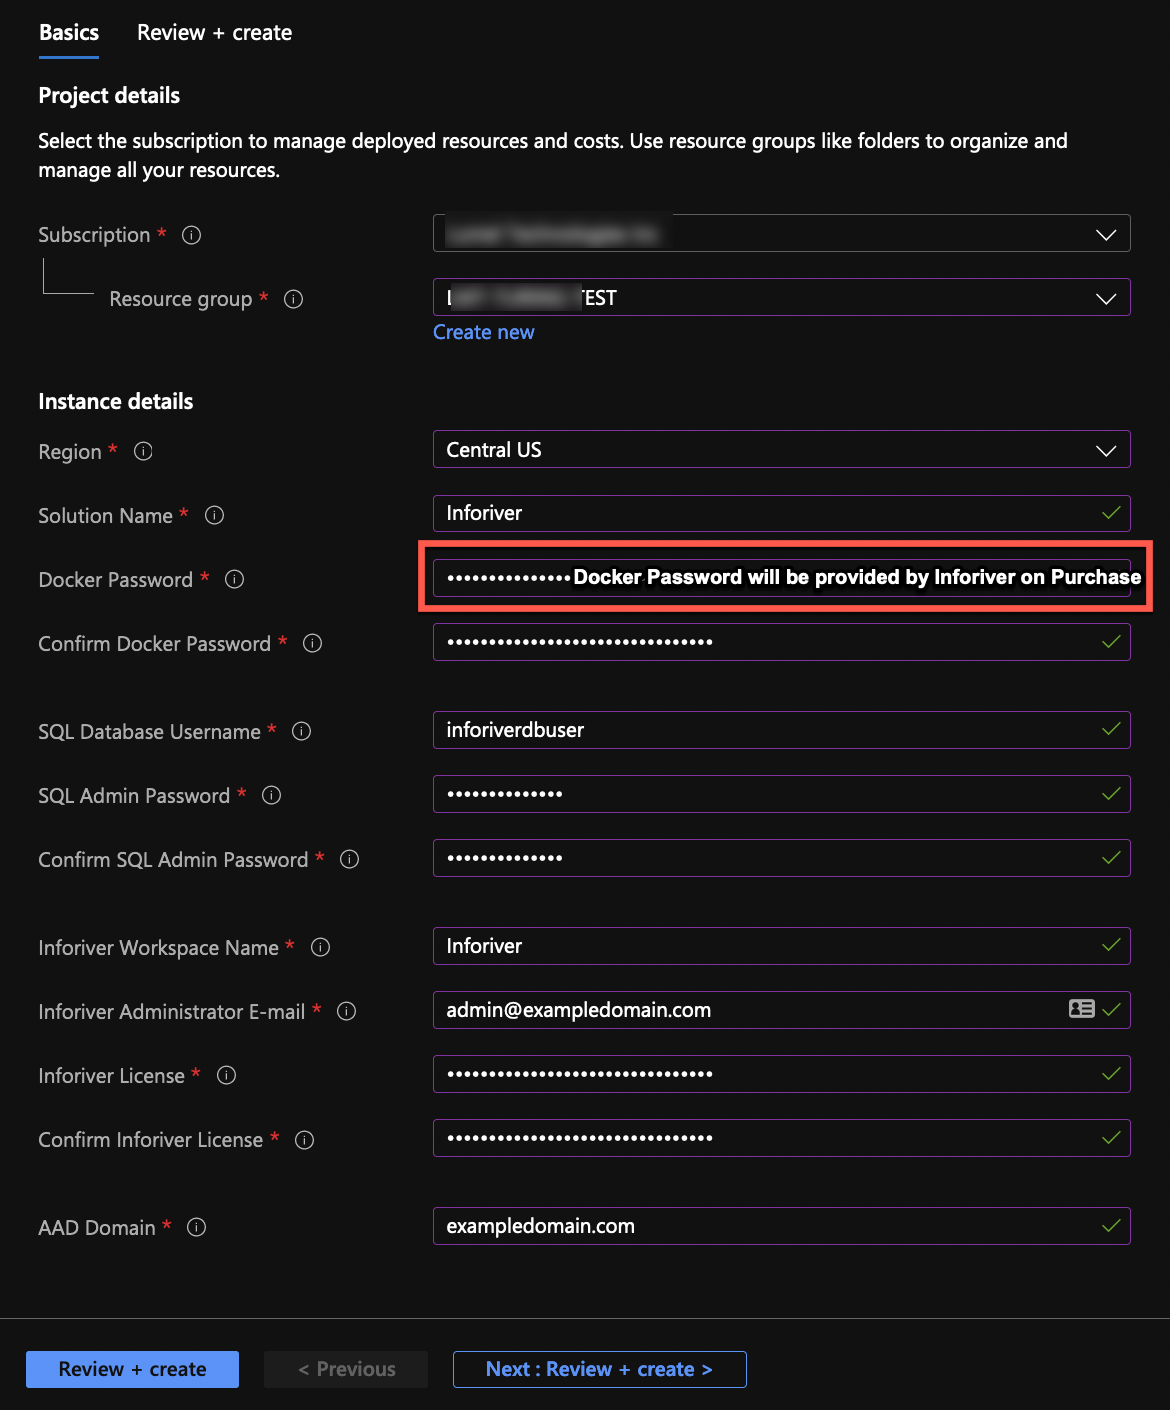 Basics Review + create
Project details
Select the subscription to manage deployed resources and costs. Use resource groups like folders to organize and
manage all your resources.
Subscription *
Resource group * TEST
Create new
Instance details
Region * Central US
Solution Name * Inforiver
Docker Password * •••••••••••••• Docker Password will be provided by Inforiver on Purchase
Confirm Docker Password * ••••••••••••••••••••••••••••••••
SQL Database Username * inforiverdbuser
SQL Admin Password * ••••••••••••••
Confirm SQL Admin Password * ••••••••••••••
Inforiver Workspace Name * Inforiver
Inforiver Administrator E-mail * admin@exampledomain.com
Inforiver License * ••••••••••••••••••••••••••••••••
Confirm Inforiver License * ••••••••••••••••••••••••••••••••
AAD Domain * exampledomain.com
Review + create < Previous Next : Review + create >